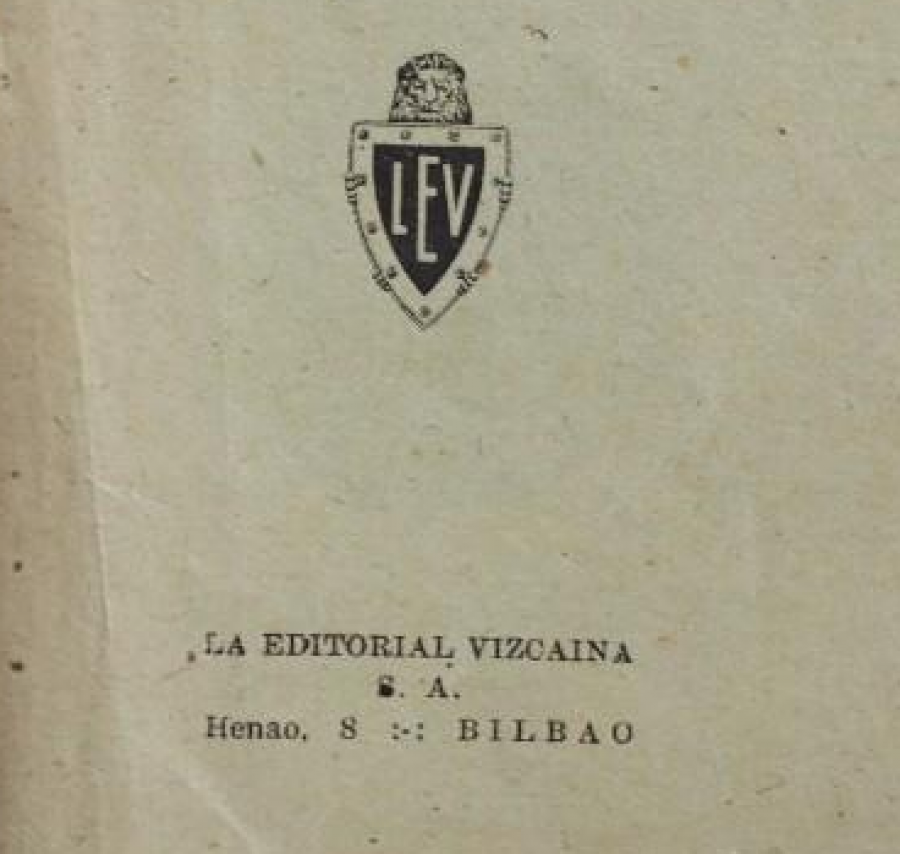 LEV
LA EDITORIAL VIZCAINA
S. A.
Henao, 8 :-: BILBAO